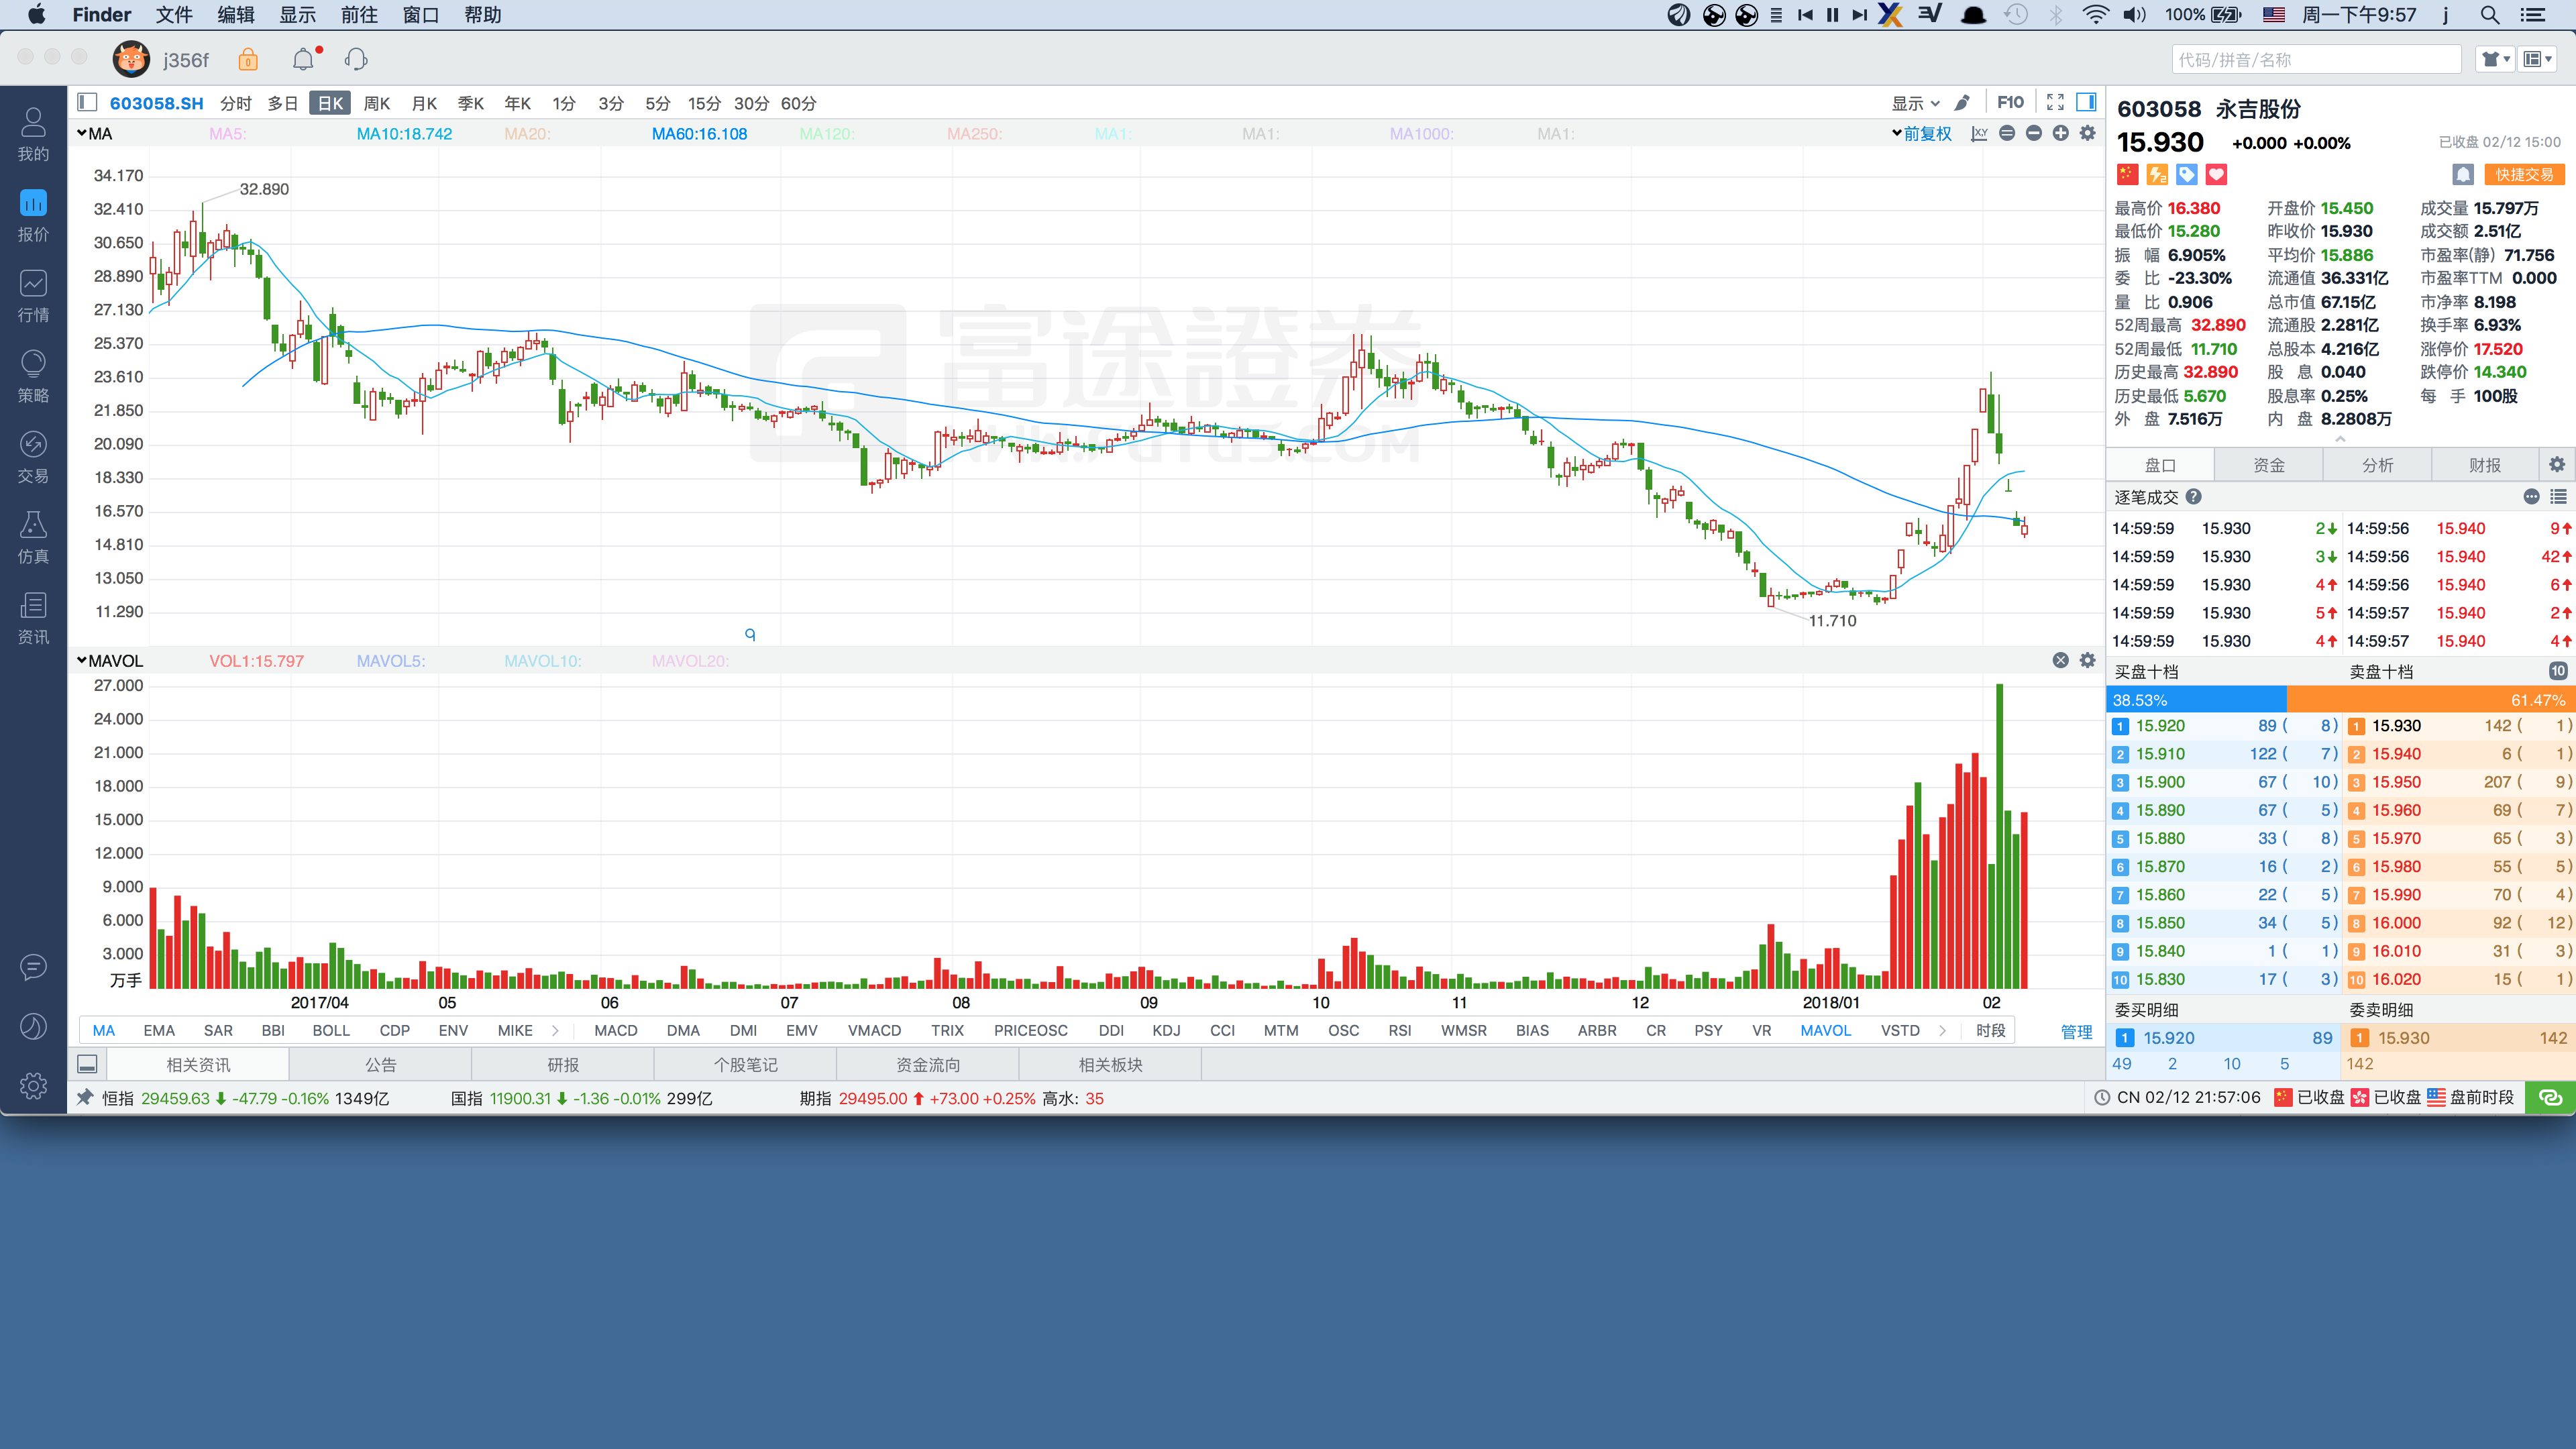 Finder 文件 编辑 显示 前往 窗口 帮助 100% 周一下午9:57 j
j356f 代码/拼音/名称
我的
报价
行情
策略
交易
仿真
资讯
603058.SH 分时 多日 日K 周K 月K 季K 年K 1分 3分 5分 15分 30分 60分 显示 F10
MA MA5: MA10:18.742 MA20: MA60:16.108 MA120: MA250: MA1: MA1: MA1000: MA1: 前复权
34.170
32.410
30.650
28.890
27.130
25.370
23.610
21.850
20.090
18.330
16.570
14.810
13.050
11.290
32.890
11.710
富途證券
MAVOL VOL1:15.797 MAVOL5: MAVOL10: MAVOL20:
27.000
24.000
21.000
18.000
15.000
12.000
9.000
6.000
3.000
万手
2017/04 05 06 07 08 09 10 11 12 2018/01 02
MA EMA SAR BBI BOLL CDP ENV MIKE MACD DMA DMI EMV VMACD TRIX PRICEOSC DDI KDJ CCI MTM OSC RSI WMSR BIAS ARBR CR PSY VR MAVOL VSTD 时段 管理
相关资讯 公告 研报 个股笔记 资金流向 相关板块
603058 永吉股份
15.930 +0.000 +0.00% 已收盘 02/12 15:00
快捷交易
最高价 16.380 开盘价 15.450 成交量 15.797万
最低价 15.280 昨收价 15.930 成交额 2.51亿
振 幅 6.905% 平均价 15.886 市盈率(静) 71.756
委 比 -23.30% 流通值 36.331亿 市盈率TTM 0.000
量 比 0.906 总市值 67.15亿 市净率 8.198
52周最高 32.890 流通股 2.281亿 换手率 6.93%
52周最低 11.710 总股本 4.216亿 涨停价 17.520
历史最高 32.890 股 息 0.040 跌停价 14.340
历史最低 5.670 股息率 0.25% 每 手 100股
外 盘 7.516万 内 盘 8.2808万
盘口 资金 分析 财报
逐笔成交
14:59:59 15.930 2 14:59:56 15.940 9
14:59:59 15.930 3 14:59:56 15.940 42
14:59:59 15.930 4 14:59:56 15.940 6
14:59:59 15.930 5 14:59:57 15.940 2
14:59:59 15.930 4 14:59:57 15.940 4
买盘十档 卖盘十档 10
38.53% 61.47%
1 15.920 89 ( 8) 1 15.930 142 ( 1)
2 15.910 122 ( 7) 2 15.940 6 ( 1)
3 15.900 67 ( 10) 3 15.950 207 ( 9)
4 15.890 67 ( 5) 4 15.960 69 ( 7)
5 15.880 33 ( 8) 5 15.970 65 ( 3)
6 15.870 16 ( 2) 6 15.980 55 ( 5)
7 15.860 22 ( 5) 7 15.990 70 ( 4)
8 15.850 34 ( 5) 8 16.000 92 ( 12)
9 15.840 1 ( 1) 9 16.010 31 ( 3)
10 15.830 17 ( 3) 10 16.020 15 ( 1)
委买明细 委卖明细
1 15.920 89 1 15.930 142
49 2 10 5 142
恒指 29459.63 -47.79 -0.16% 1349亿 国指 11900.31 -1.36 -0.01% 299亿 期指 29495.00 +73.00 +0.25% 高水: 35 CN 02/12 21:57:06 已收盘 已收盘 盘前时段